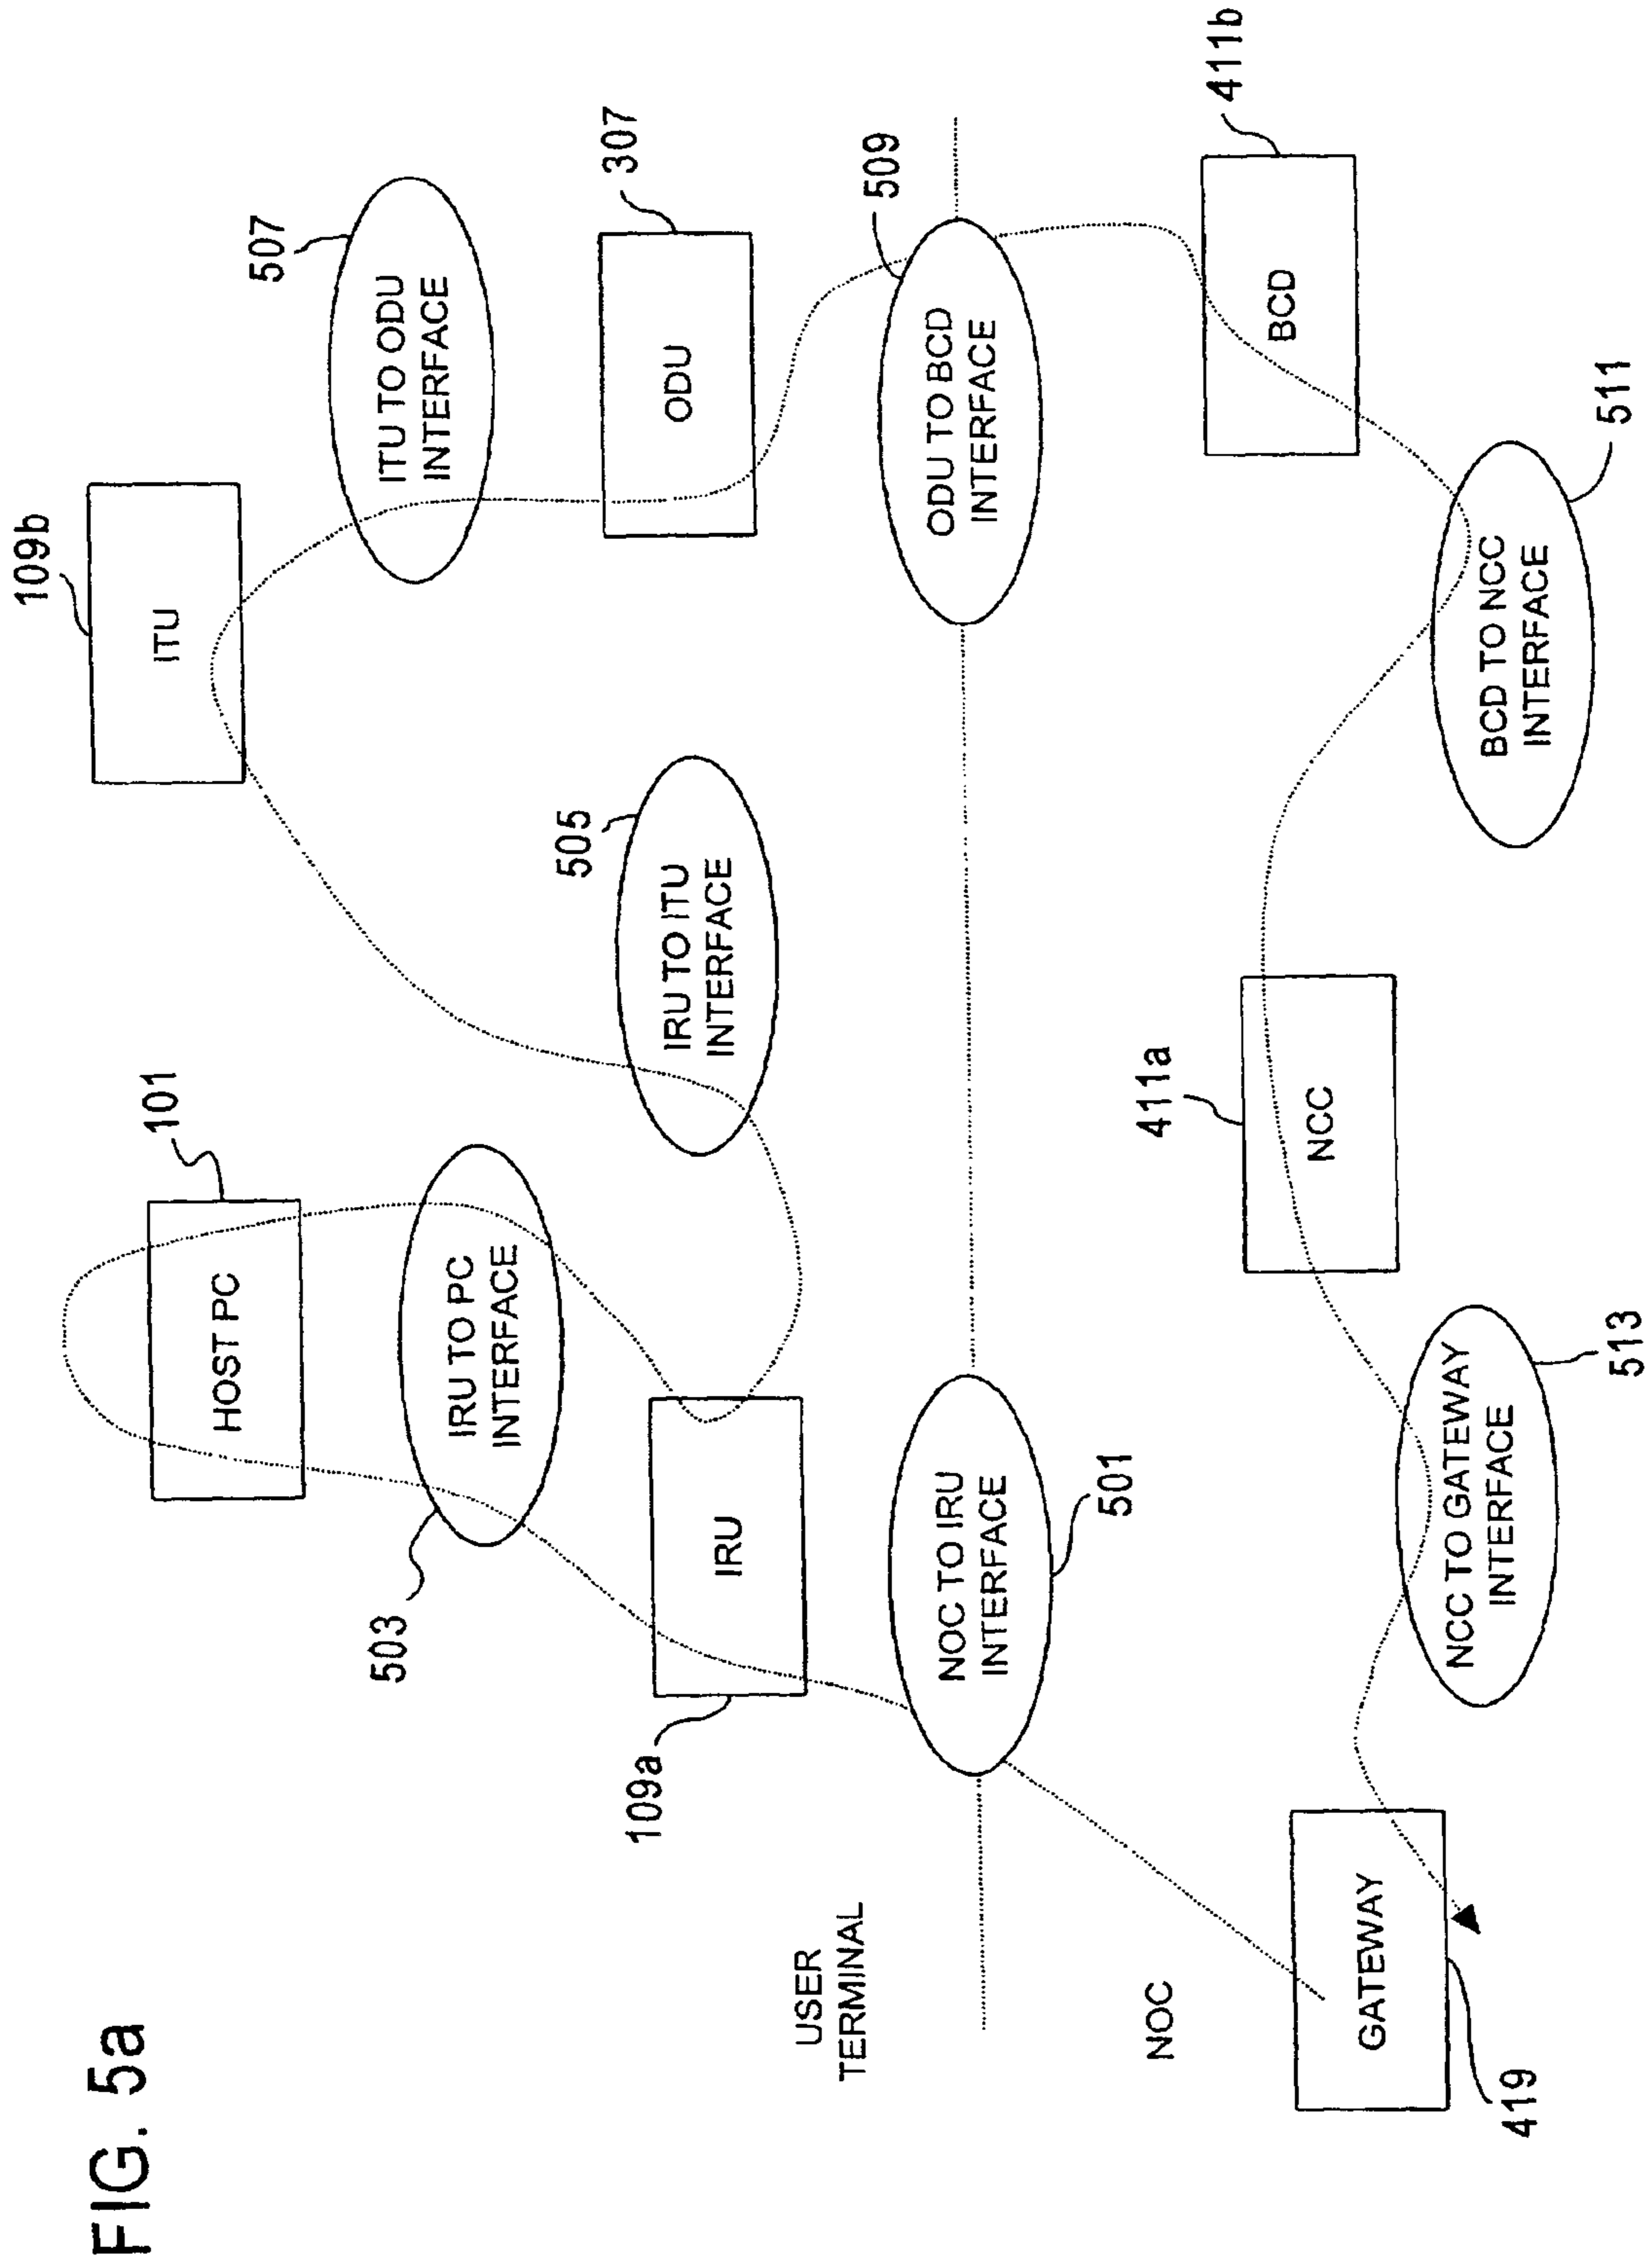 FIG. 5a
HOST PC
101
ITU
109b
IRU TO PC
INTERFACE
503
ITU TO ODU
INTERFACE
507
IRU
109a
IRU TO ITU
INTERFACE
505
ODU
307
USER
TERMINAL
NOC TO IRU
INTERFACE
501
ODU TO BCD
INTERFACE
509
NOC
GATEWAY
419
NCC
411a
BCD
411b
NCC TO GATEWAY
INTERFACE
513
BCD TO NCC
INTERFACE
511